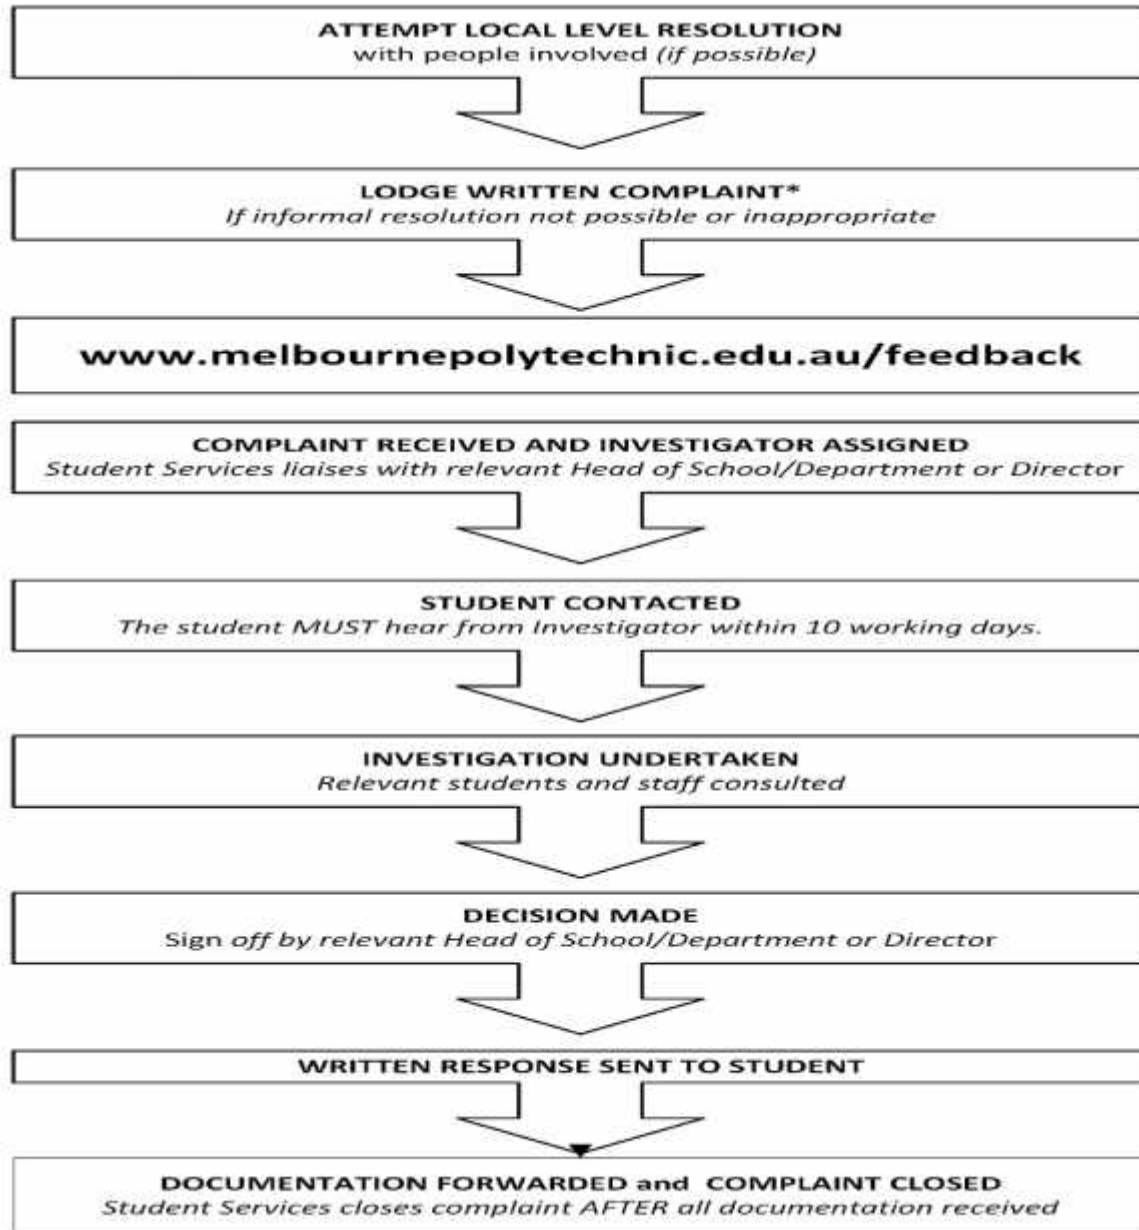 ATTEMPT LOCAL LEVEL RESOLUTION
with people involved (if possible)
LODGE WRITTEN COMPLAINT*
If informal resolution not possible or inappropriate
www.melbournepolytechnic.edu.au/feedback
COMPLAINT RECEIVED AND INVESTIGATOR ASSIGNED
Student Services liaises with relevant Head of School/Department or Director
STUDENT CONTACTED
The student MUST hear from Investigator within 10 working days.
INVESTIGATION UNDERTAKEN
Relevant students and staff consulted
DECISION MADE
Sign off by relevant Head of School/Department or Director
WRITTEN RESPONSE SENT TO STUDENT
DOCUMENTATION FORWARDED and COMPLAINT CLOSED
Student Services closes complaint AFTER all documentation received